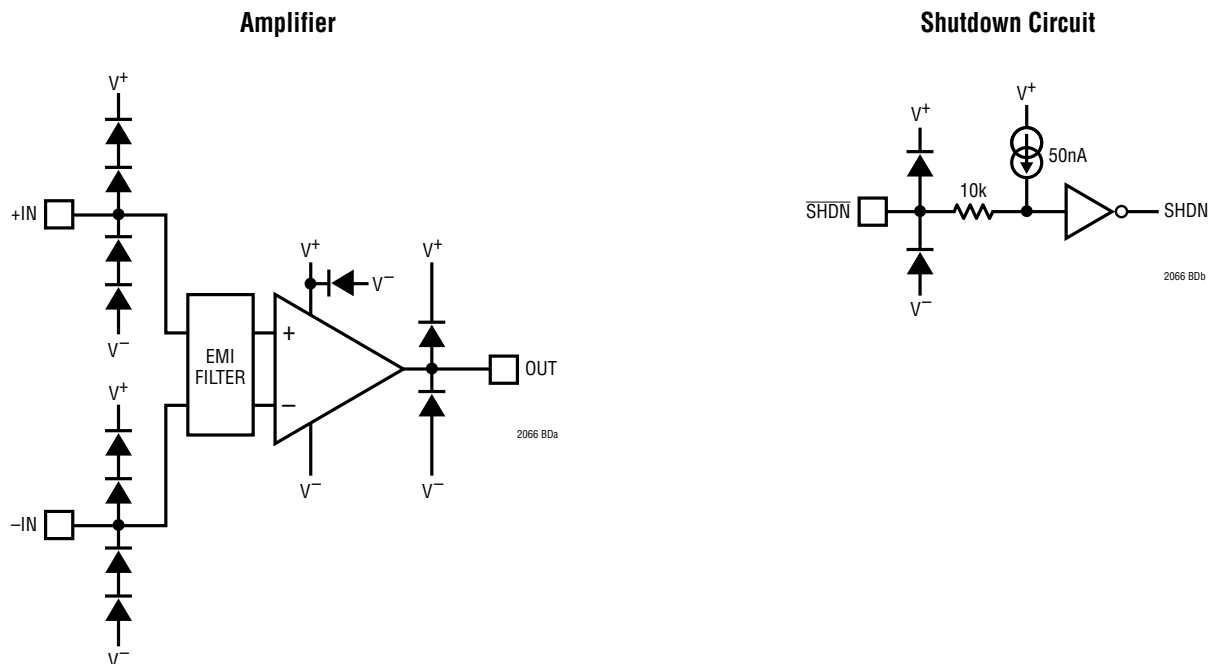 Amplifier
V+
+IN
V−
V+
−IN
V−
EMI
FILTER
+
−
V+
V−
V−
V+
V−
OUT
2066 BDa
Shutdown Circuit
V+
SHDN
V−
10k
V+
50nA
SHDN
2066 BDb